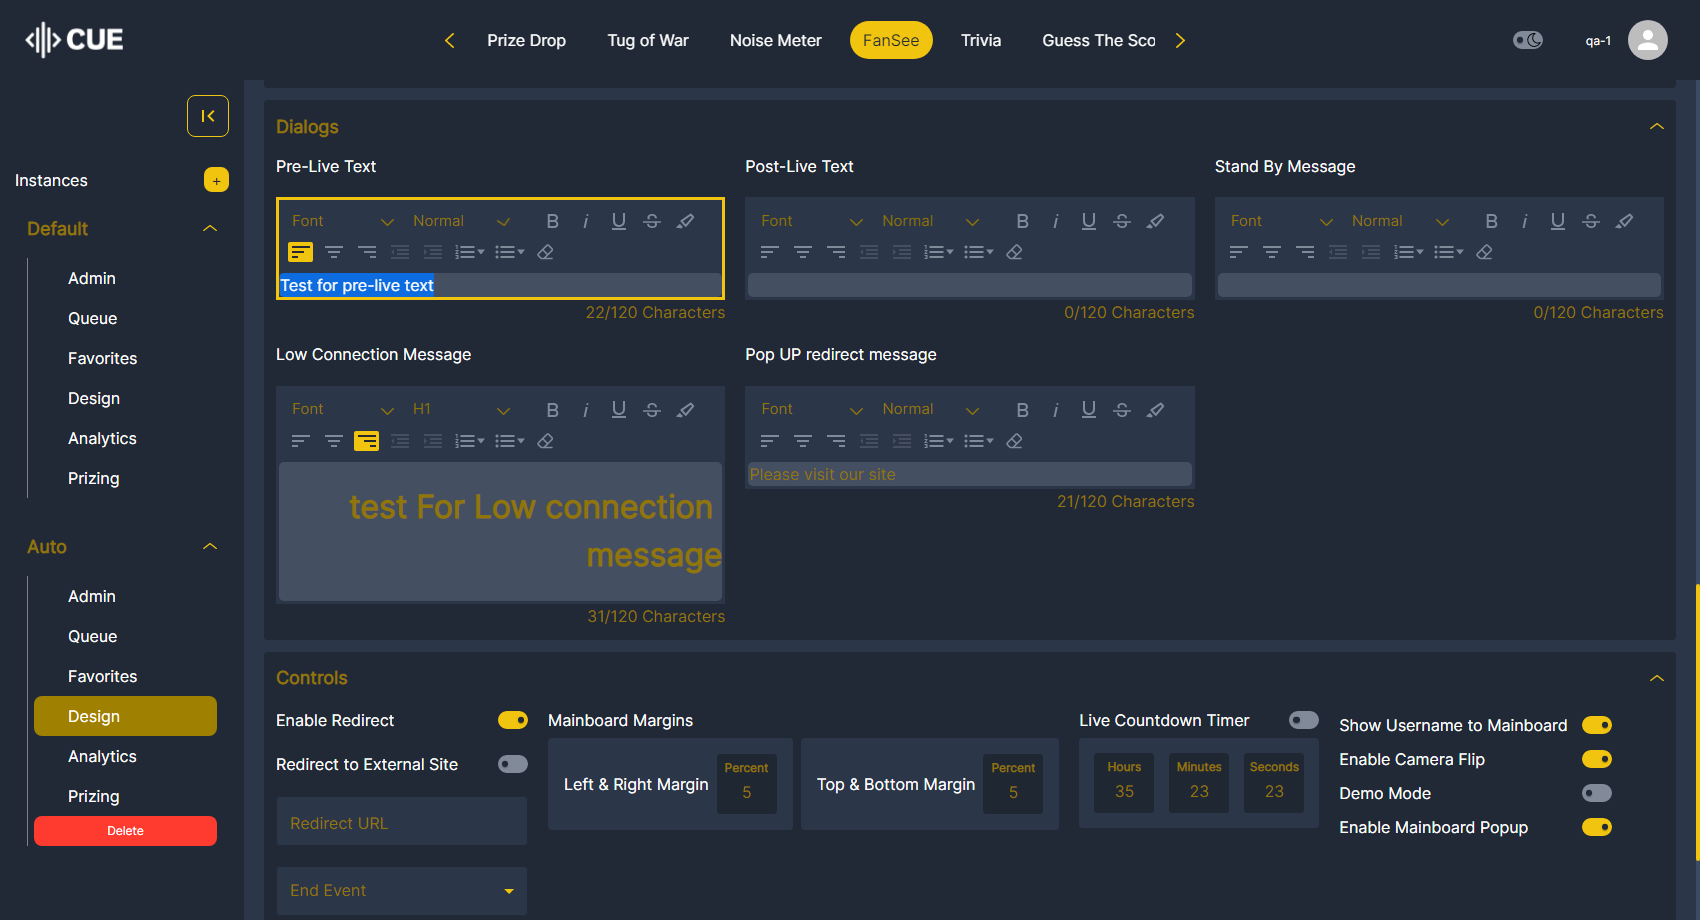 CUE
Prize Drop
Tug of War
Noise Meter
FanSee
Trivia
Guess The Sco
qa-1
Instances
+
Default
Admin
Queue
Favorites
Design
Analytics
Prizing
Auto
Admin
Queue
Favorites
Design
Analytics
Prizing
Delete
Dialogs
Pre-Live Text
Font Normal
Test for pre-live text
22/120 Characters
Post-Live Text
Font Normal
0/120 Characters
Stand By Message
Font Normal
0/120 Characters
Low Connection Message
Font H1
test For Low connection
message
31/120 Characters
Pop UP redirect message
Font Normal
Please visit our site
21/120 Characters
Controls
Enable Redirect
Redirect to External Site
Redirect URL
End Event
Mainboard Margins
Left & Right Margin
Percent
5
Top & Bottom Margin
Percent
5
Live Countdown Timer
Hours
35
Minutes
23
Seconds
23
Show Username to Mainboard
Enable Camera Flip
Demo Mode
Enable Mainboard Popup